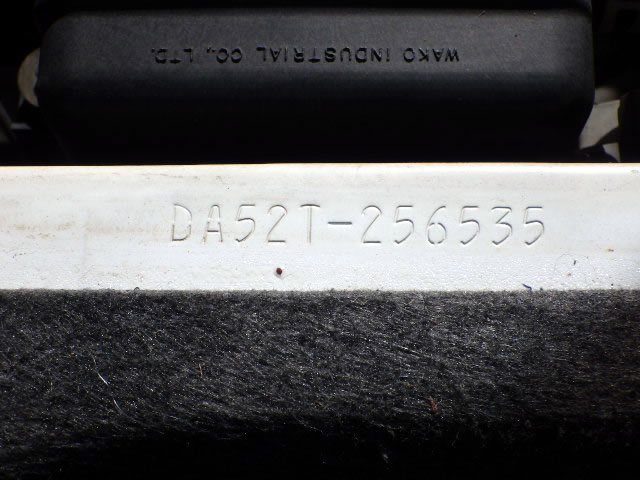 WAKO INDUSTRIAL CO., LTD.
DA52T-256535